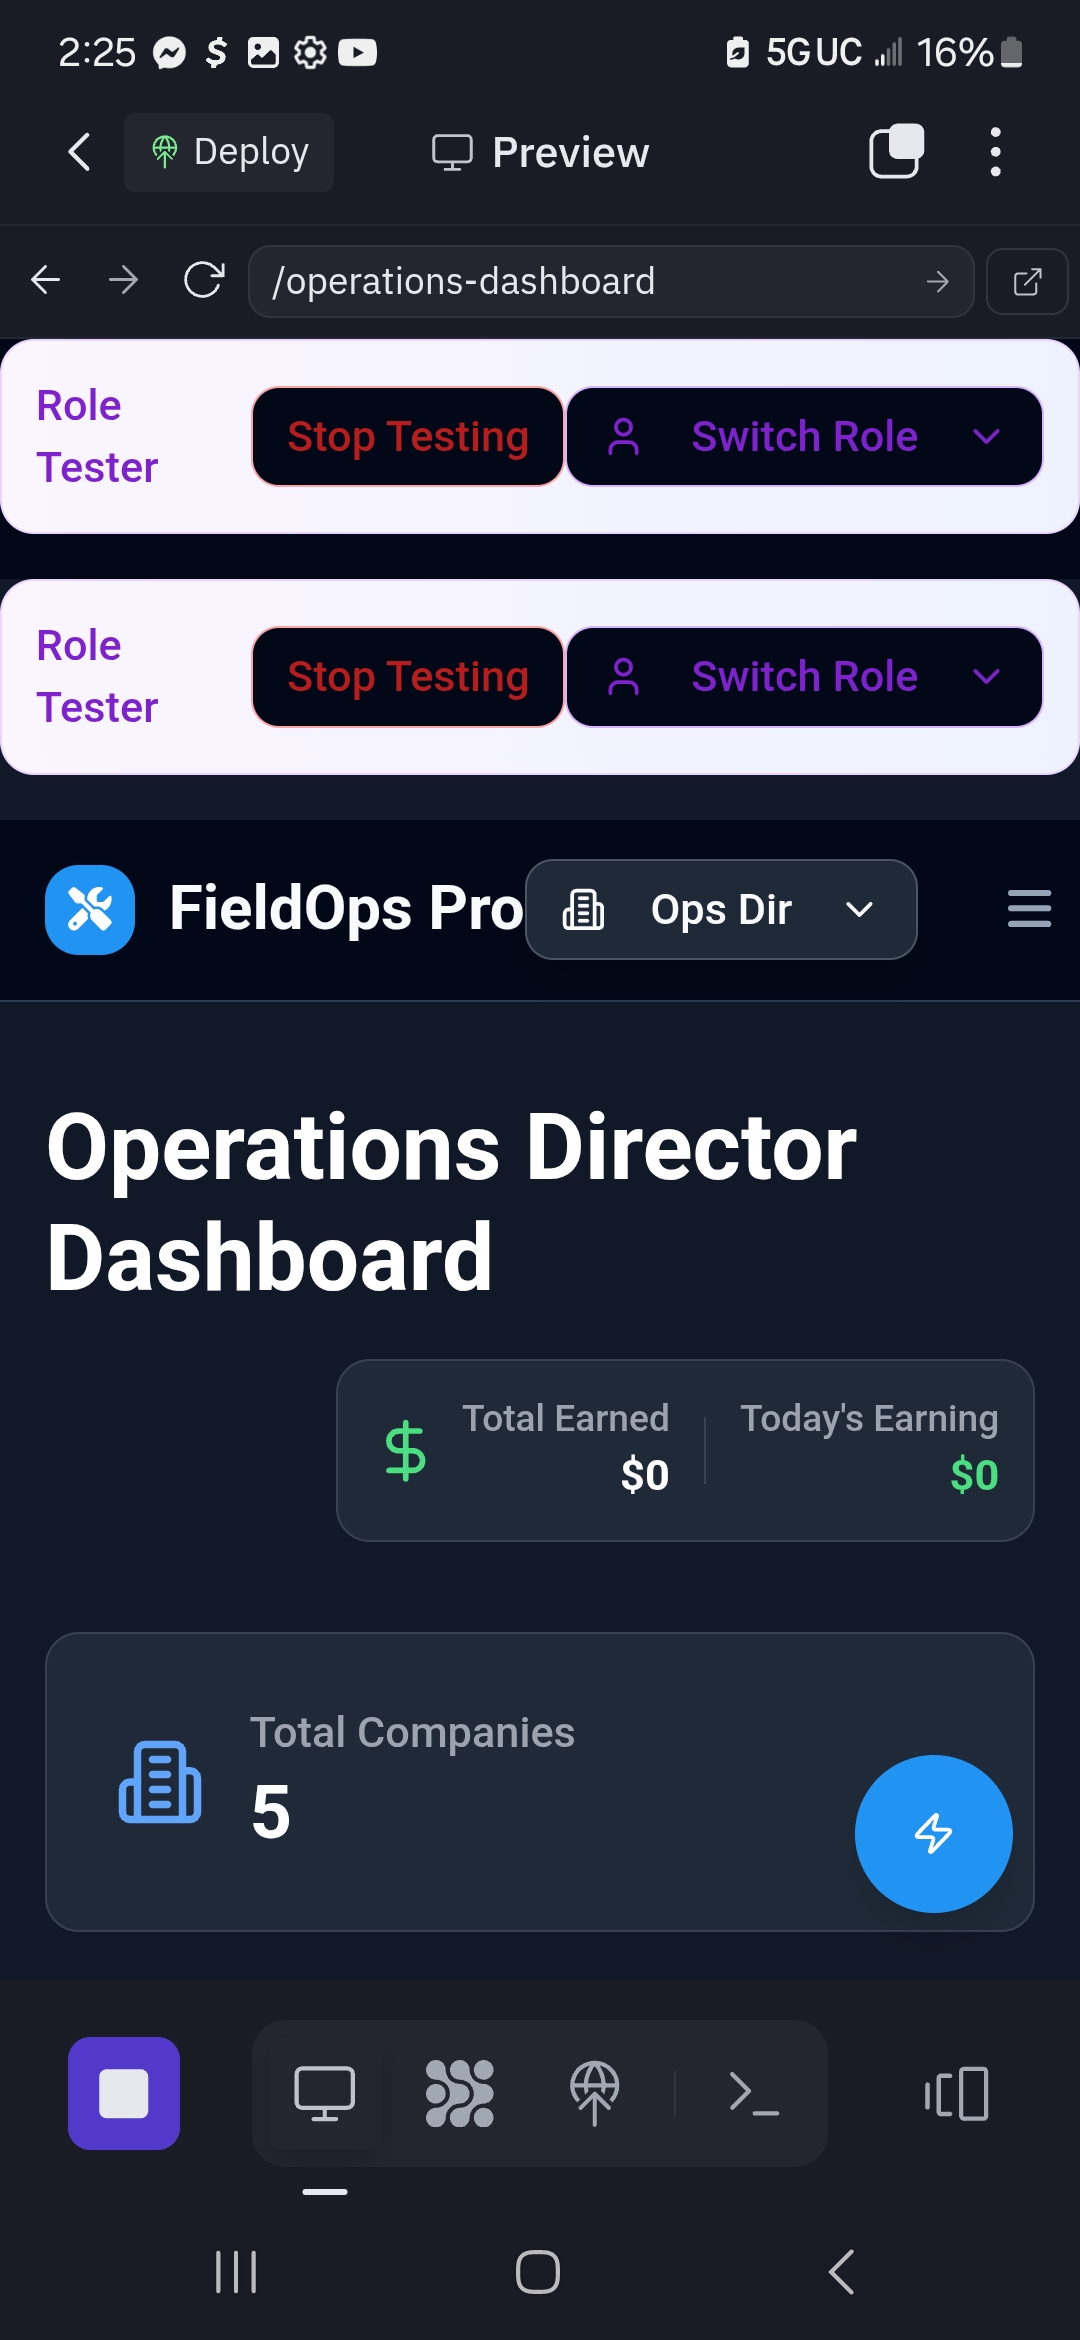 2:25 5G UC 16%
Deploy Preview
/operations-dashboard
Role Tester Stop Testing Switch Role
Role Tester Stop Testing Switch Role
FieldOps Pro Ops Dir
Operations Director
Dashboard
Total Earned Today's Earning
$0 $0
Total Companies
5